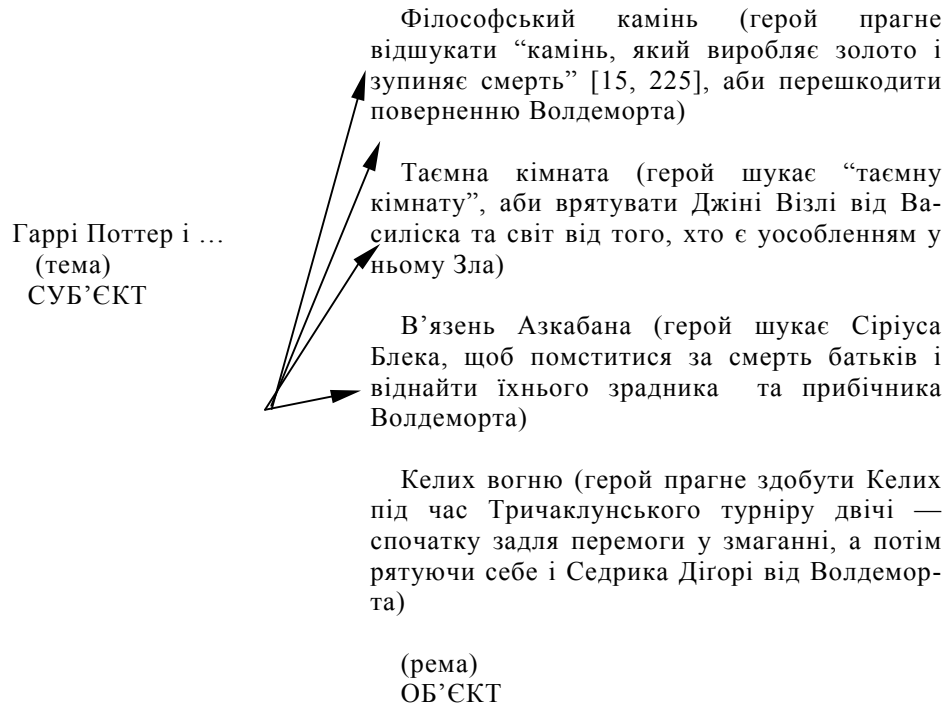 Філософський камінь (герой прагне
відшукати “камінь, який виробляє золото і
зупиняє смерть” [15, 225], аби перешкодити
поверненню Волдеморта)
Таємна кімната (герой шукає “таємну
кімнату”, аби врятувати Джіні Візлі від Ва-
силіска та світ від того, хто є уособленням у
ньому Зла)
Гаррі Поттер і …
(тема)
СУБ’ЄКТ
В’язень Азкабана (герой шукає Сіріуса
Блека, щоб помститися за смерть батьків і
віднайти їхнього зрадника та прибічника
Волдеморта)
Келих вогню (герой прагне здобути Келих
під час Тричаклунського турніру двічі —
спочатку задля перемоги у змаганні, а потім
рятуючи себе і Седрика Діґорі від Волдемор-
та)
(рема)
ОБ’ЄКТ